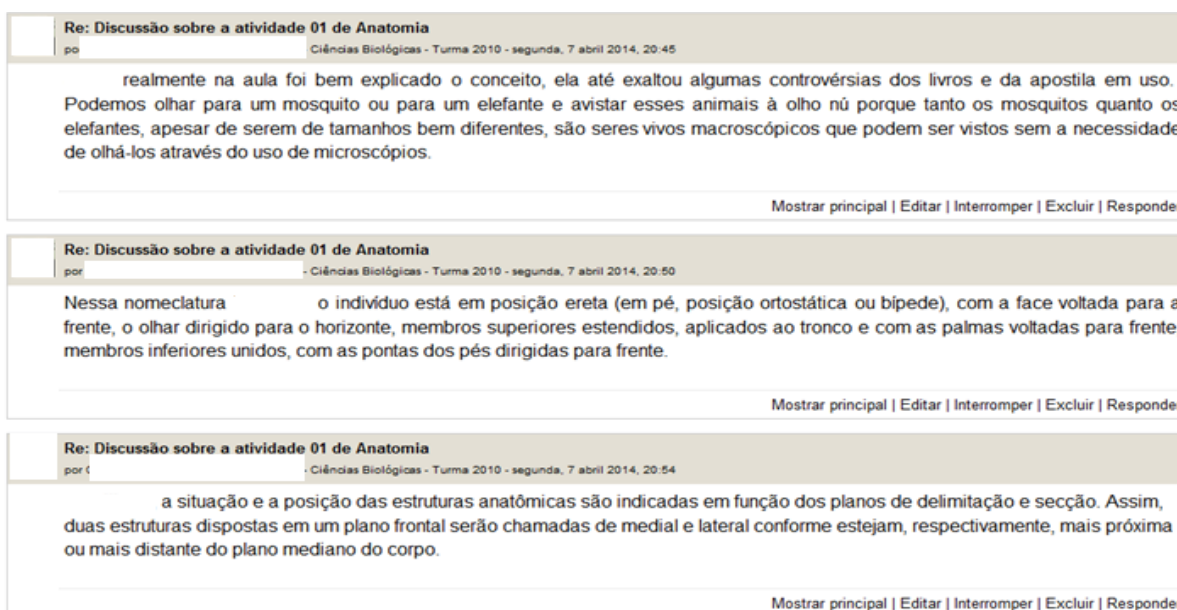 Re: Discussão sobre a atividade 01 de Anatomia
po Ciências Biológicas - Turma 2010 - segunda, 7 abril 2014, 20:45
realmente na aula foi bem explicado o conceito, ela até exaltou algumas controvérsias dos livros e da apostila em uso.
Podemos olhar para um mosquito ou para um elefante e avistar esses animais à olho nú porque tanto os mosquitos quanto os
elefantes, apesar de serem de tamanhos bem diferentes, são seres vivos macroscópicos que podem ser vistos sem a necessidade
de olhá-los através do uso de microscópios.
Mostrar principal | Editar | Interromper | Excluir | Responde
Re: Discussão sobre a atividade 01 de Anatomia
por - Ciências Biológicas - Turma 2010 - segunda, 7 abril 2014, 20:50
Nessa nomeclatura o indivíduo está em posição ereta (em pé, posição ortostática ou bípede), com a face voltada para a
frente, o olhar dirigido para o horizonte, membros superiores estendidos, aplicados ao tronco e com as palmas voltadas para frente
membros inferiores unidos, com as pontas dos pés dirigidas para frente.
Mostrar principal | Editar | Interromper | Excluir | Responde
Re: Discussão sobre a atividade 01 de Anatomia
por - Ciências Biológicas - Turma 2010 - segunda, 7 abril 2014, 20:54
a situação e a posição das estruturas anatômicas são indicadas em função dos planos de delimitação e secção. Assim,
duas estruturas dispostas em um plano frontal serão chamadas de medial e lateral conforme estejam, respectivamente, mais próxima
ou mais distante do plano mediano do corpo.
Mostrar principal | Editar | Interromper | Excluir | Responde